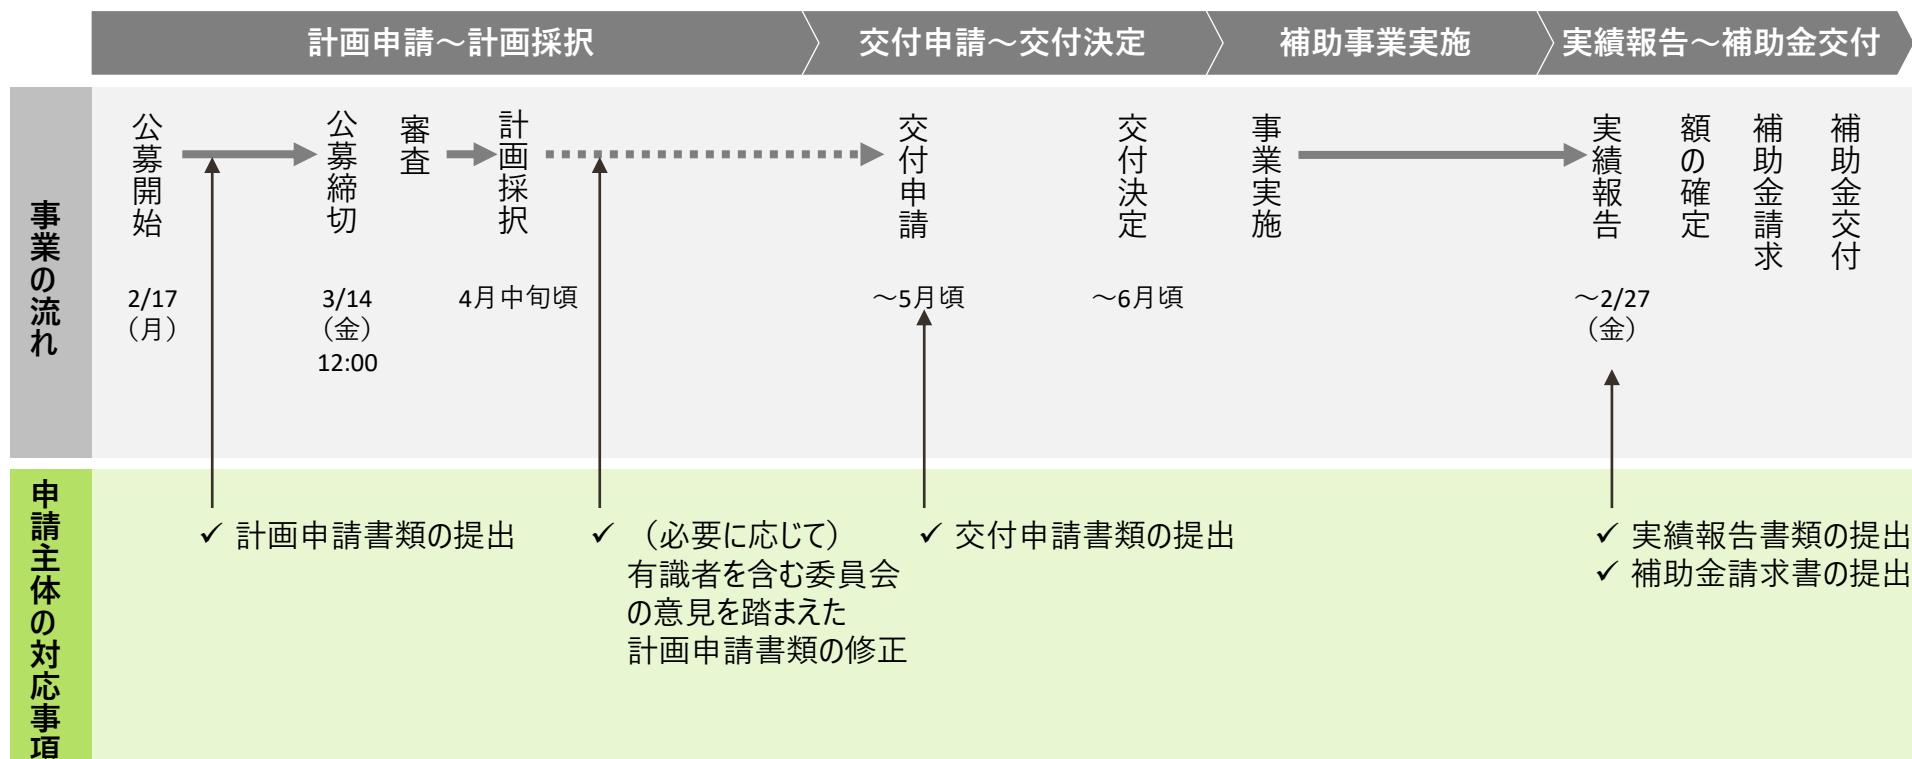 計画申請～計画採択
交付申請～交付決定
補助事業実施
実績報告～補助金交付
事業の流れ
公募開始
公募締切
審査
計画採択
交付申請
交付決定
事業実施
実績報告
額の確定
補助金請求
補助金交付
2/17
（月）
3/14
（金）
12:00
4月中旬頃
～5月頃
～6月頃
～2/27
（金）
申請主体の対応事項
✓ 計画申請書類の提出
✓ （必要に応じて）
有識者を含む委員会
の意見を踏まえた
計画申請書類の修正
✓ 交付申請書類の提出
✓ 実績報告書類の提出
✓ 補助金請求書の提出